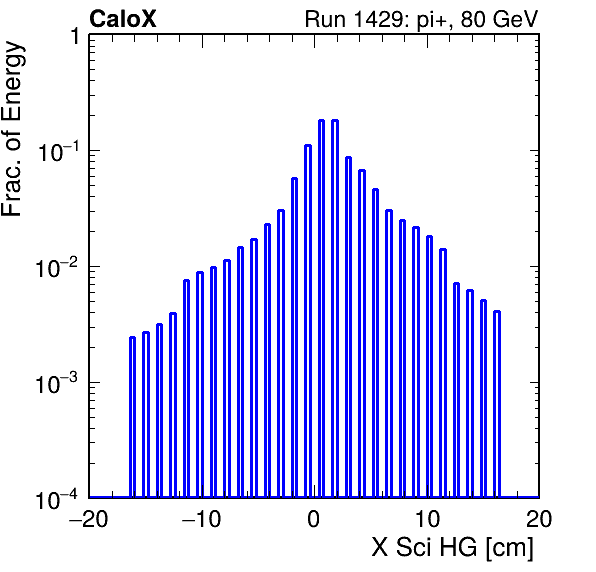 CaloX
Run 1429: pi+, 80 GeV
Frac. of Energy
1
10⁻¹
10⁻²
10⁻³
10⁻⁴
−20
−10
0
10
20
X Sci HG [cm]